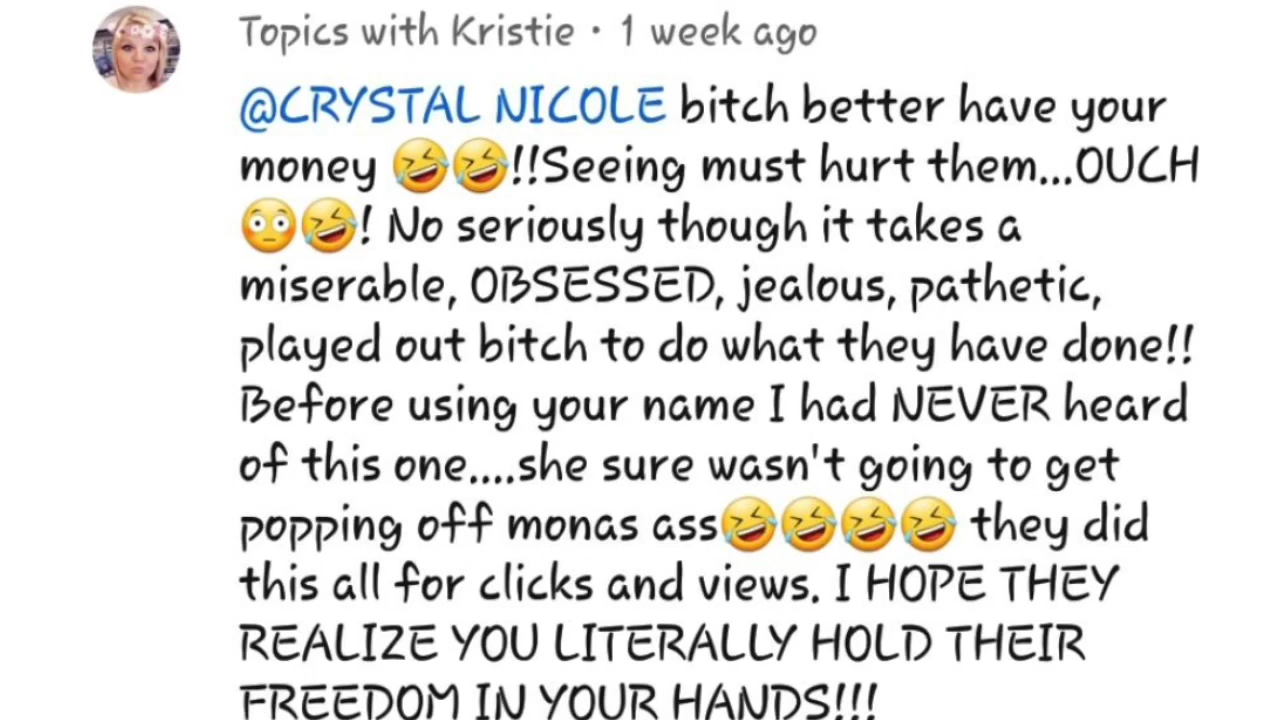 Topics with Kristie • 1 week ago
@CRYSTAL NICOLE bitch better have your
money 🤣🤣!!Seeing must hurt them...OUCH
😳🤣! No seriously though it takes a
miserable, OBSESSED, jealous, pathetic,
played out bitch to do what they have done!!
Before using your name I had NEVER heard
of this one....she sure wasn't going to get
popping off monas ass🤣🤣🤣🤣 they did
this all for clicks and views. I HOPE THEY
REALIZE YOU LITERALLY HOLD THEIR
FREEDOM IN YOUR HANDS!!!